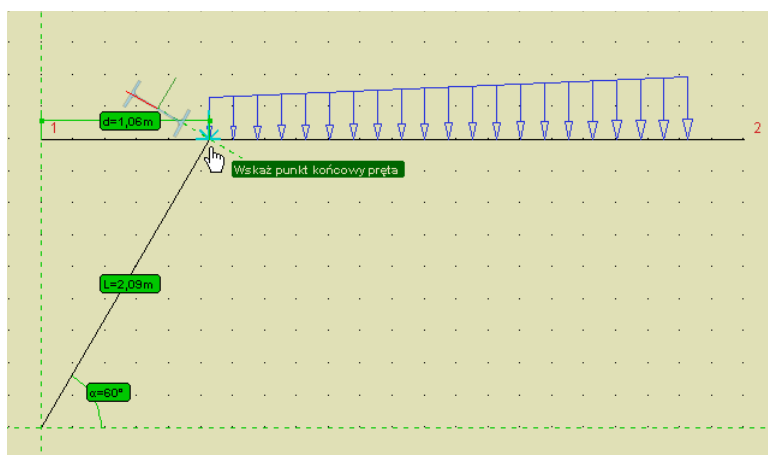 d=1,06m
1
2
Wskaż punkt końcowy pręta
L=2,09m
α=60°